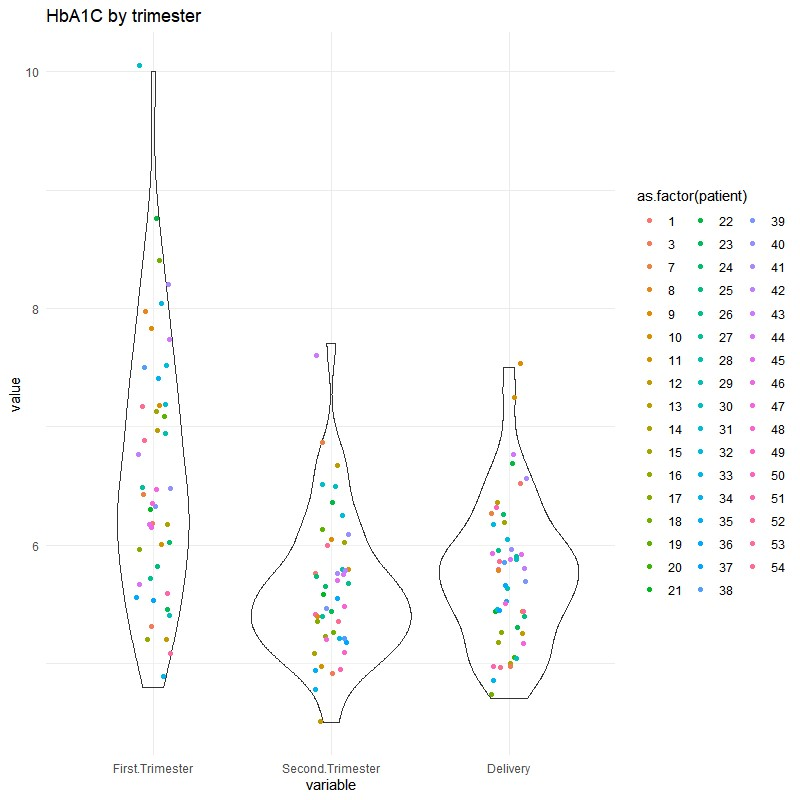 HbA1C by trimester
10
8
6
value
First.Trimester
Second.Trimester
Delivery
variable
as.factor(patient)
1 22 39
3 23 40
7 24 41
8 25 42
9 26 43
10 27 44
11 28 45
12 29 46
13 30 47
14 31 48
15 32 49
16 33 50
17 34 51
18 35 52
19 36 53
20 37 54
21 38